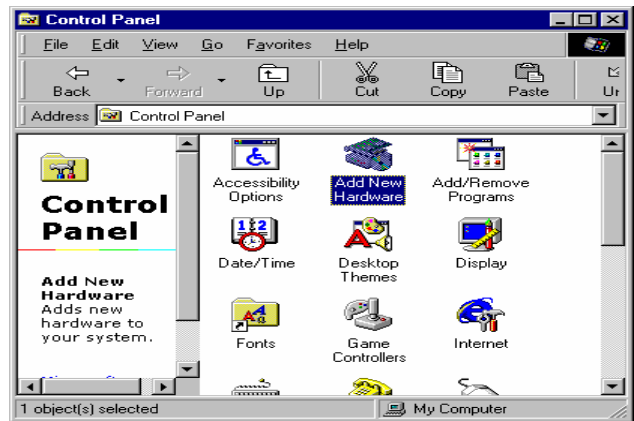 Control Panel
File Edit View Go Favorites Help
Back Forward Up Cut Copy Paste
Address Control Panel
Control
Panel
Add New
Hardware
Adds new
hardware to
your system.
Accessibility
Options
Add New
Hardware
Add/Remove
Programs
Date/Time
Desktop
Themes
Display
Fonts
Game
Controllers
Internet
1 object(s) selected
My Computer